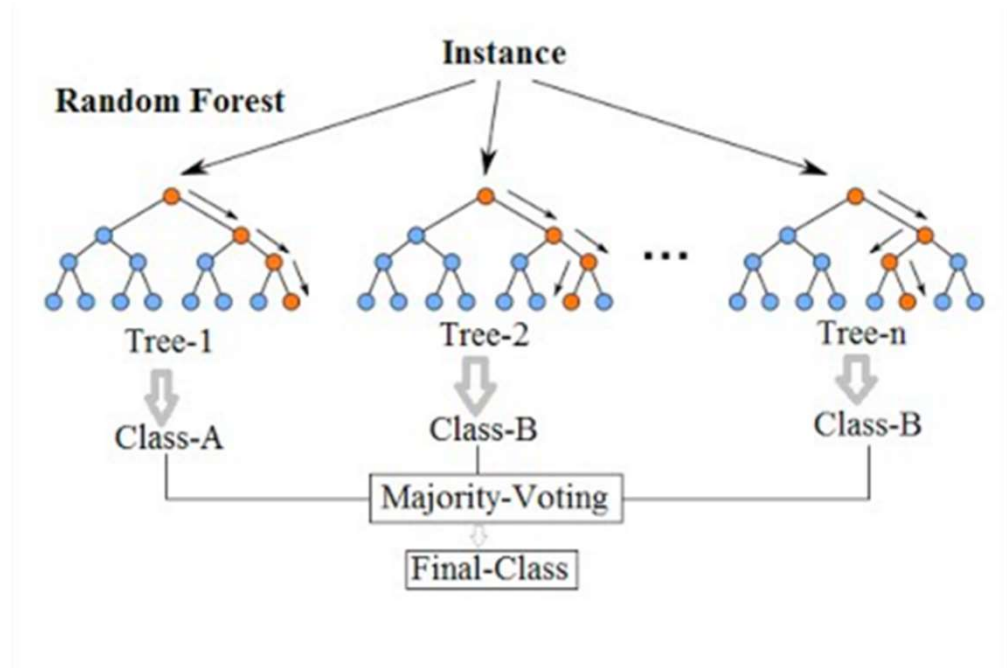 Instance
Random Forest
...
Tree-1
Tree-2
Tree-n
Class-A
Class-B
Class-B
Majority-Voting
Final-Class